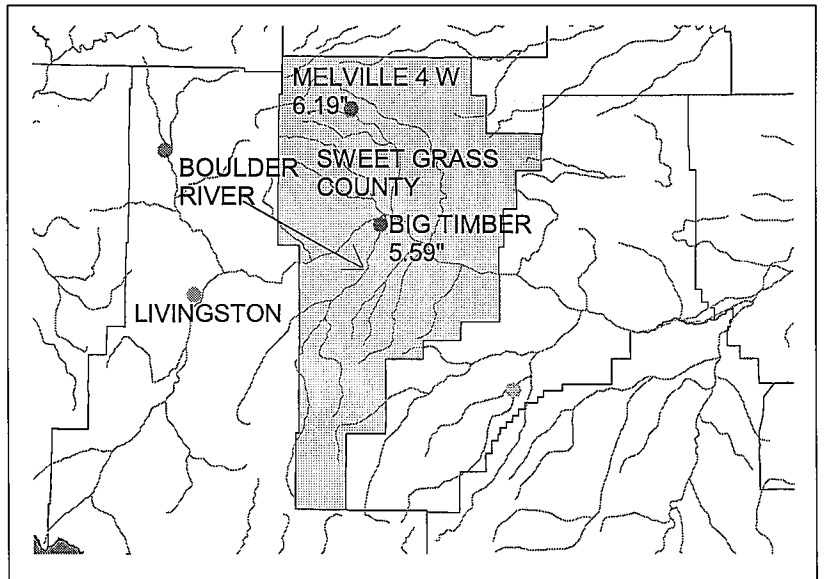 MELVILLE 4 W
6.19"
BOULDER
RIVER
SWEET GRASS
COUNTY
BIG TIMBER
5.59"
LIVINGSTON